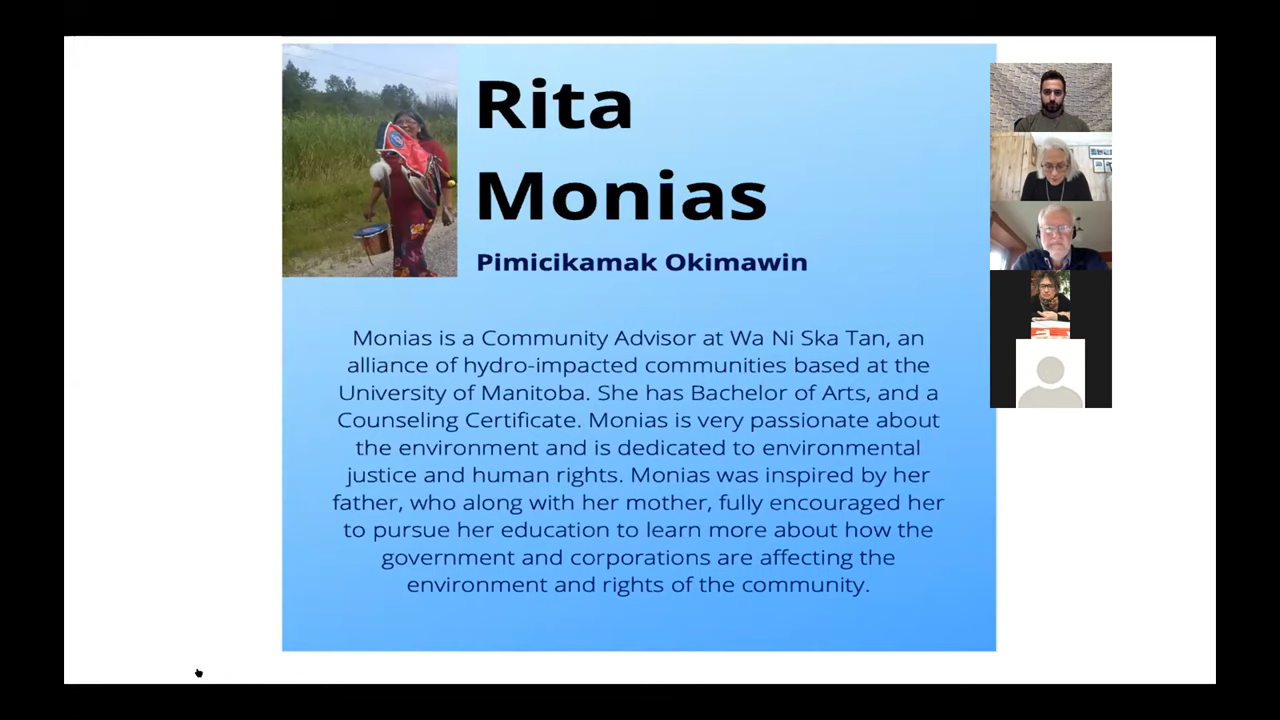 Rita
Monias
Pimicikamak Okimawin
Monias is a Community Advisor at Wa Ni Ska Tan, an
alliance of hydro-impacted communities based at the
University of Manitoba. She has Bachelor of Arts, and a
Counseling Certificate. Monias is very passionate about
the environment and is dedicated to environmental
justice and human rights. Monias was inspired by her
father, who along with her mother, fully encouraged her
to pursue her education to learn more about how the
government and corporations are affecting the
environment and rights of the community.